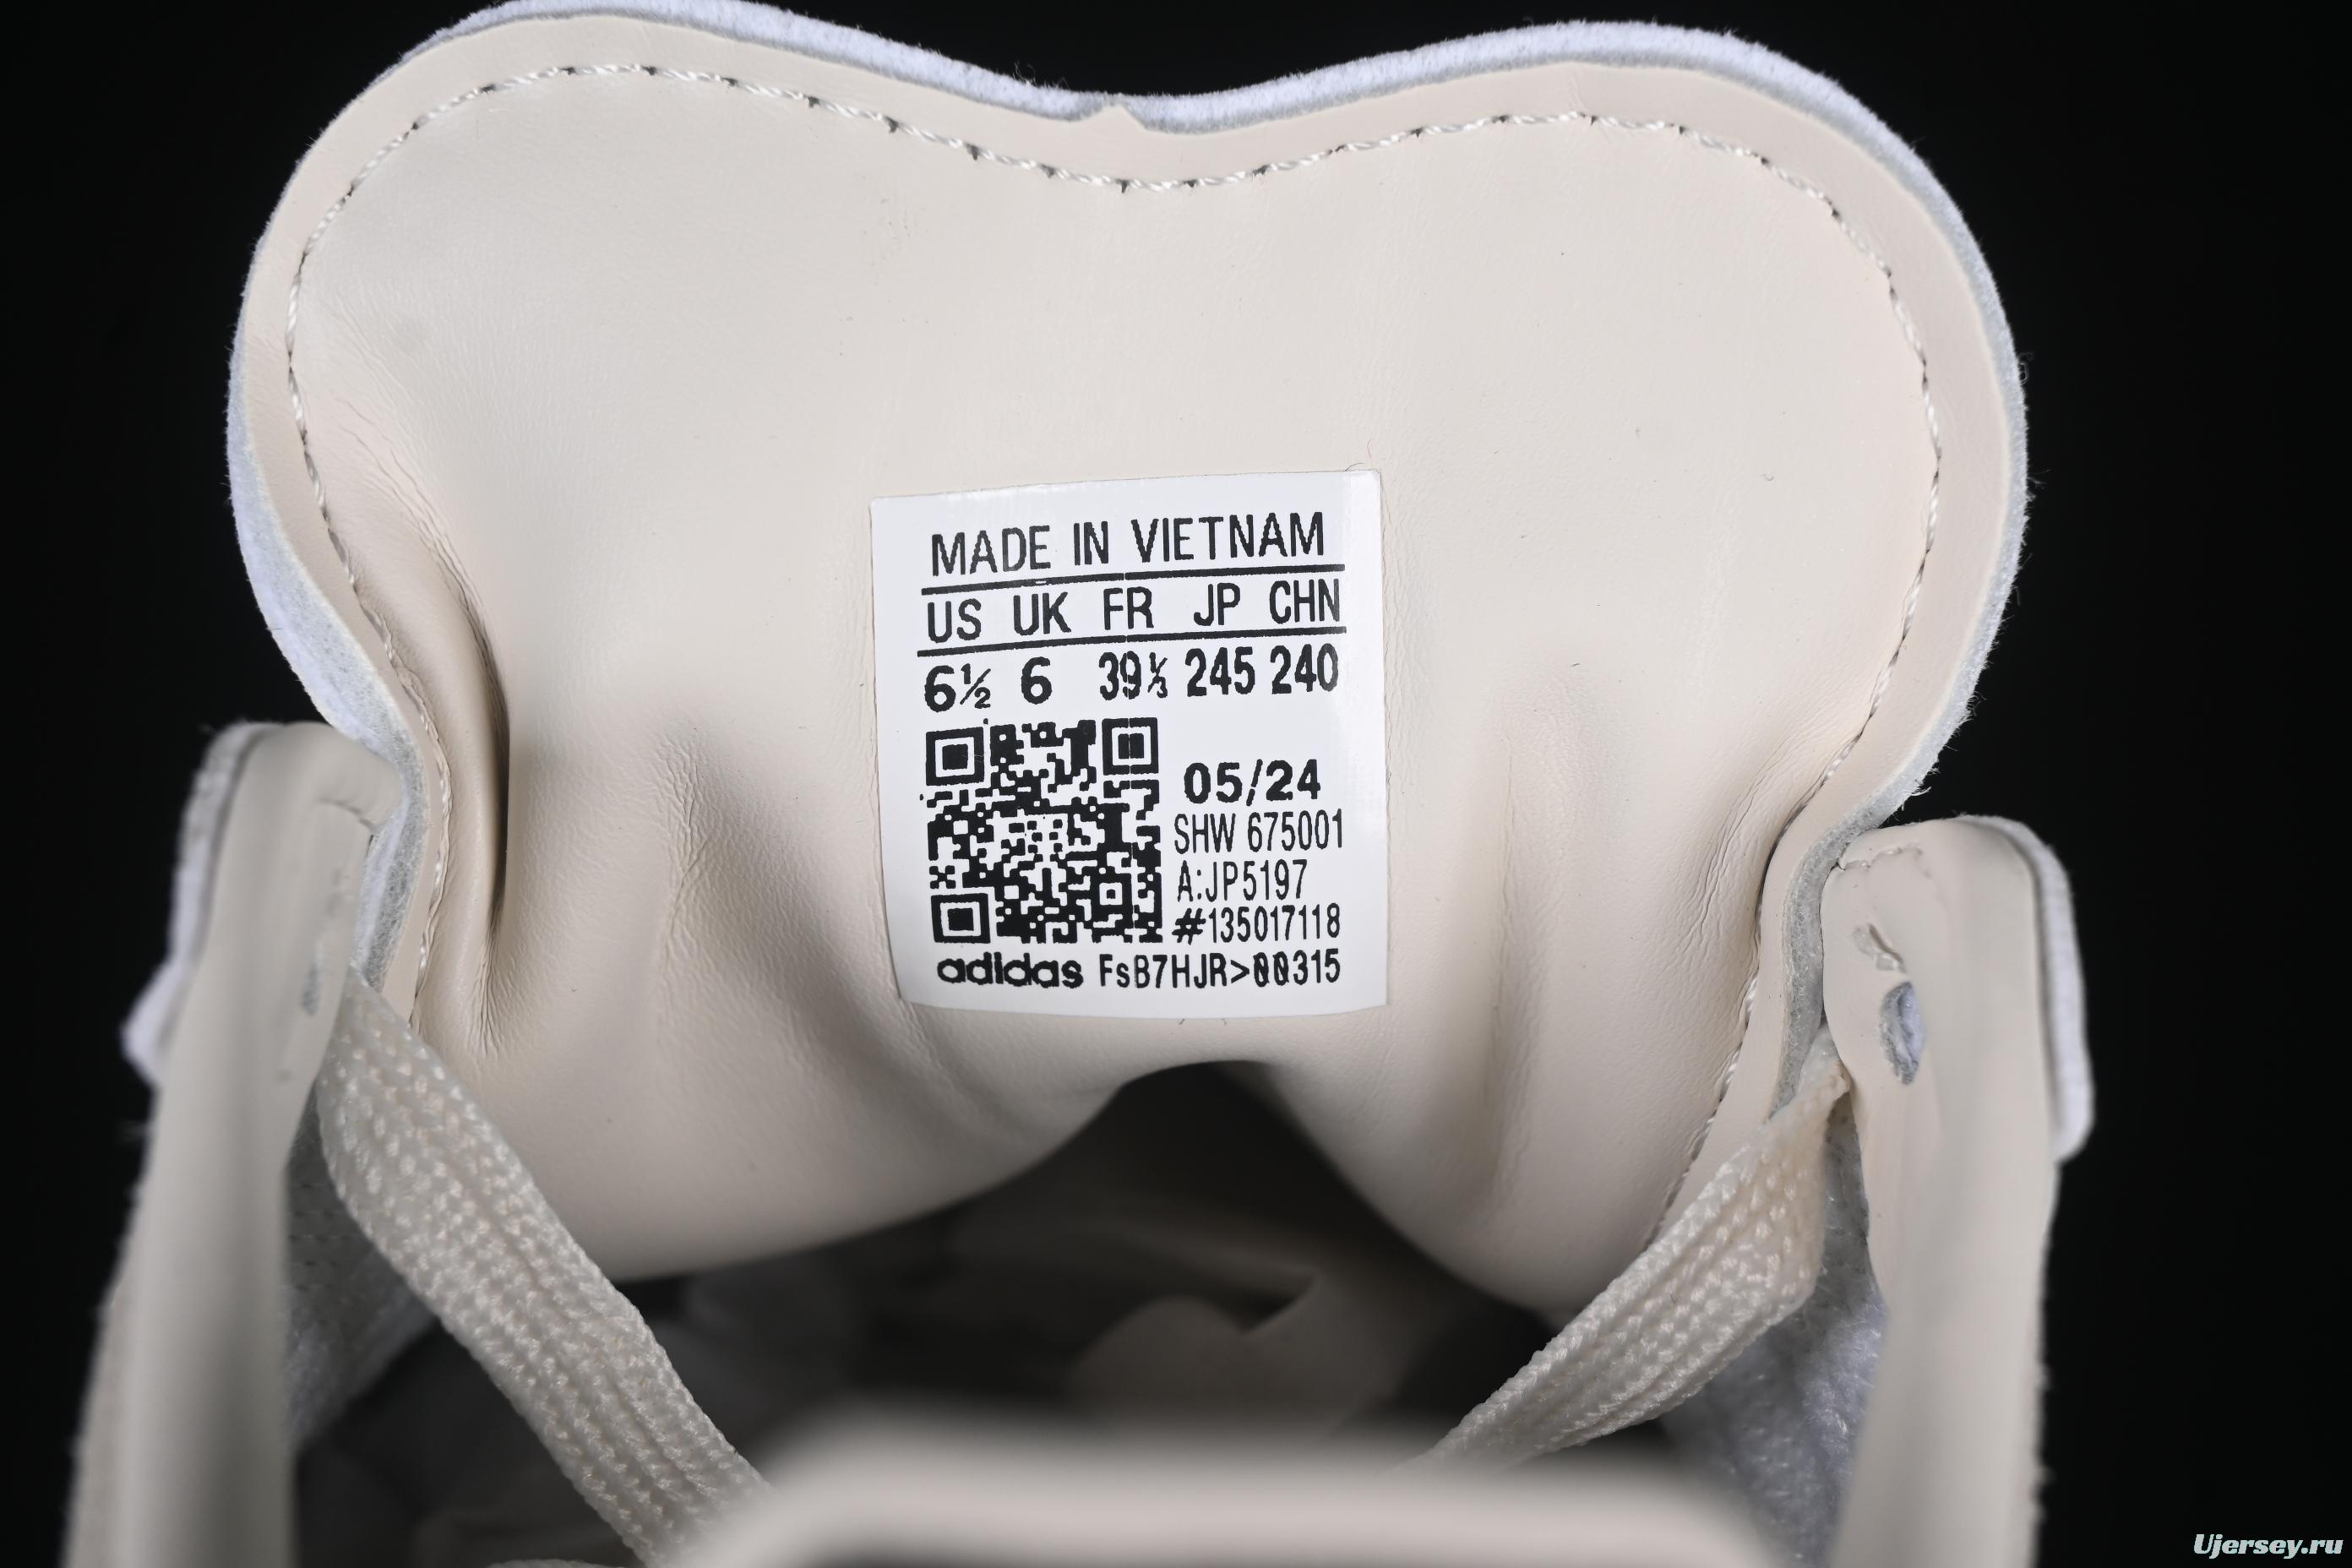 MADE IN VIETNAM
US UK FR JP CHN
6½ 6 39⅓ 245 240
05/24
SHW 675001
A:JP5197
#135017118
adidas FsB7HJR>00315
Ujersey.ru